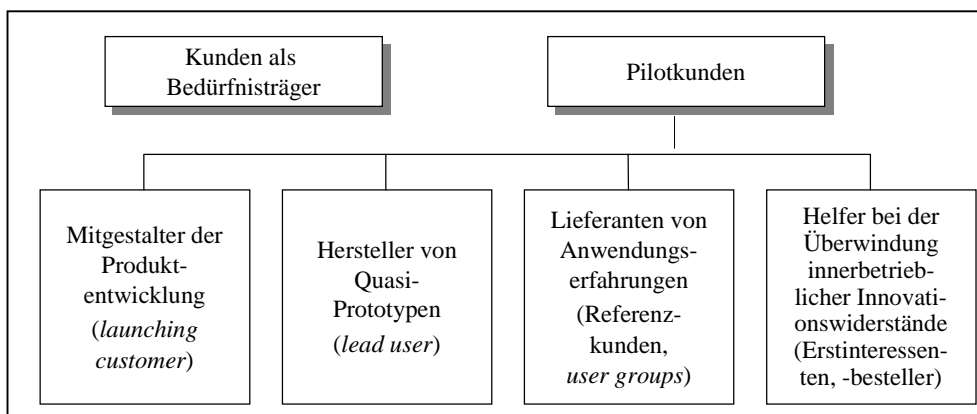 Kunden als
Bedürfnisträger
Pilotkunden
Mitgestalter der
Produkt-
entwicklung
(launching
customer)
Hersteller von
Quasi-
Prototypen
(lead user)
Lieferanten von
Anwendungs-
erfahrungen
(Referenz-
kunden,
user groups)
Helfer bei der
Überwindung
innerbetrieb-
licher Innovati-
onswiderstände
(Erstinteressen-
ten, -besteller)